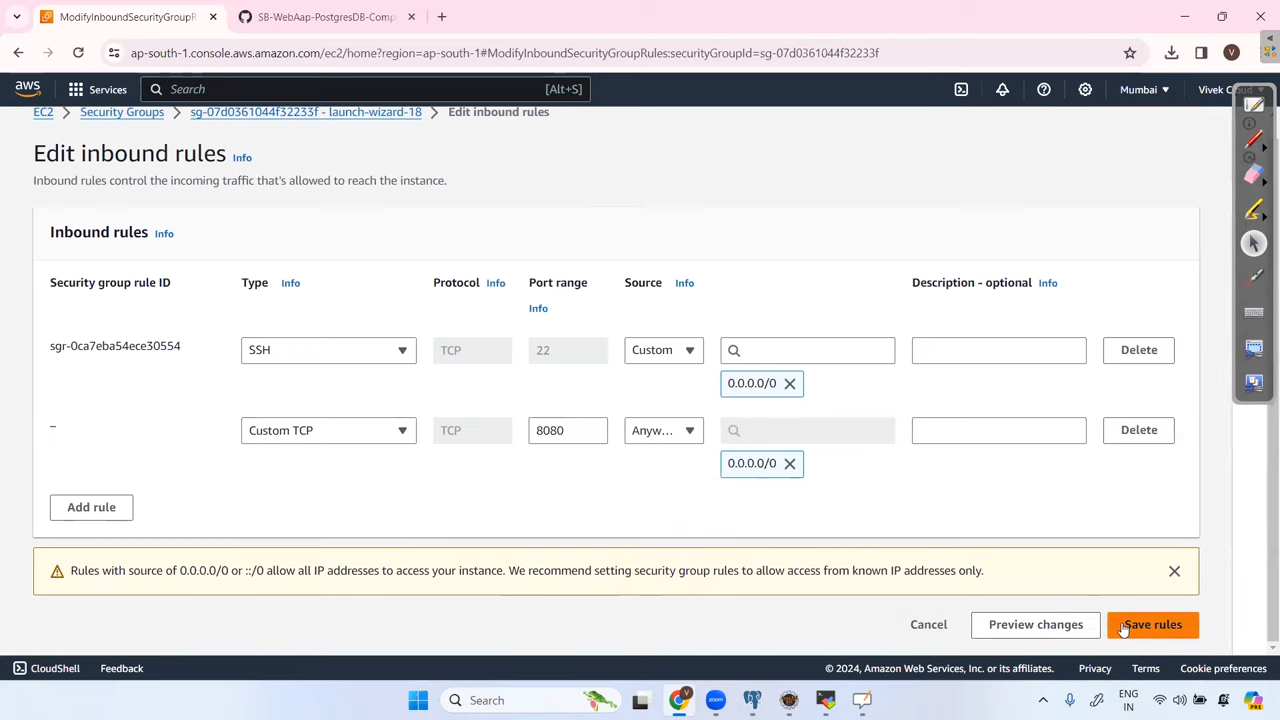 ModifyInboundSecurityGroupR
SB-WebAap-PostgresDB-Comp
ap-south-1.console.aws.amazon.com/ec2/home?region=ap-south-1#ModifyInboundSecurityGroupRules:securityGroupId=sg-07d0361044f32233f
V
aws
Services
Search
[Alt+S]
Mumbai
Vivek Cloud
EC2
Security Groups
sg-07d0361044f32233f - launch-wizard-18
Edit inbound rules
Edit inbound rules
Info
Inbound rules control the incoming traffic that's allowed to reach the instance.
Inbound rules
Info
Security group rule ID
Type
Info
Protocol
Info
Port range
Info
Source
Info
Description - optional
Info
sgr-0ca7eba54ece30554
SSH
TCP
22
Custom
0.0.0.0/0
Delete
–
Custom TCP
TCP
8080
Anyw...
0.0.0.0/0
Delete
Add rule
Rules with source of 0.0.0.0/0 or ::/0 allow all IP addresses to access your instance. We recommend setting security group rules to allow access from known IP addresses only.
Cancel
Preview changes
Save rules
CloudShell
Feedback
© 2024, Amazon Web Services, Inc. or its affiliates.
Privacy
Terms
Cookie preferences
Search
zoom
ENG
IN
PRE